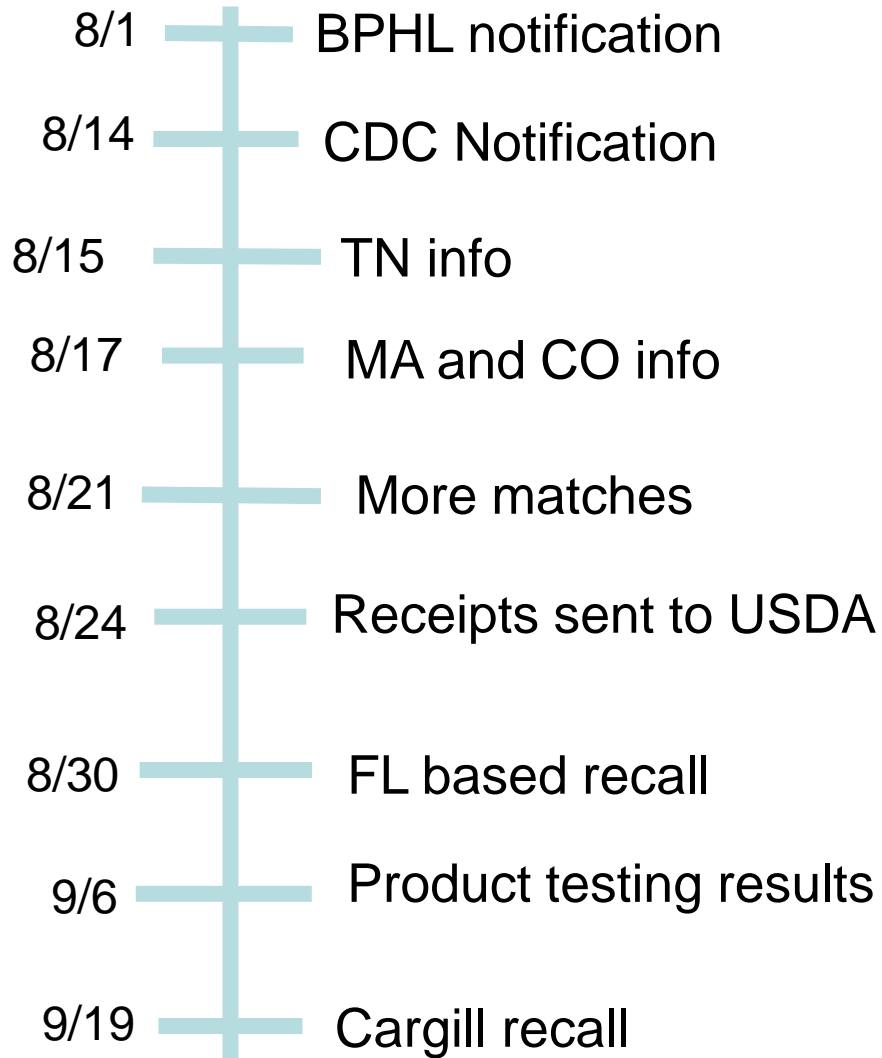 8/1 BPHL notification
8/14 CDC Notification
8/15 TN info
8/17 MA and CO info
8/21 More matches
8/24 Receipts sent to USDA
8/30 FL based recall
9/6 Product testing results
9/19 Cargill recall